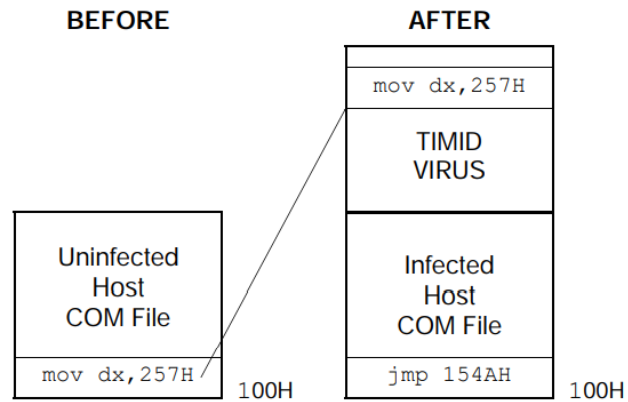 BEFORE
AFTER
mov dx,257H
TIMID
VIRUS
Uninfected
Host
COM File
mov dx,257H
100H
Infected
Host
COM File
jmp 154AH
100H